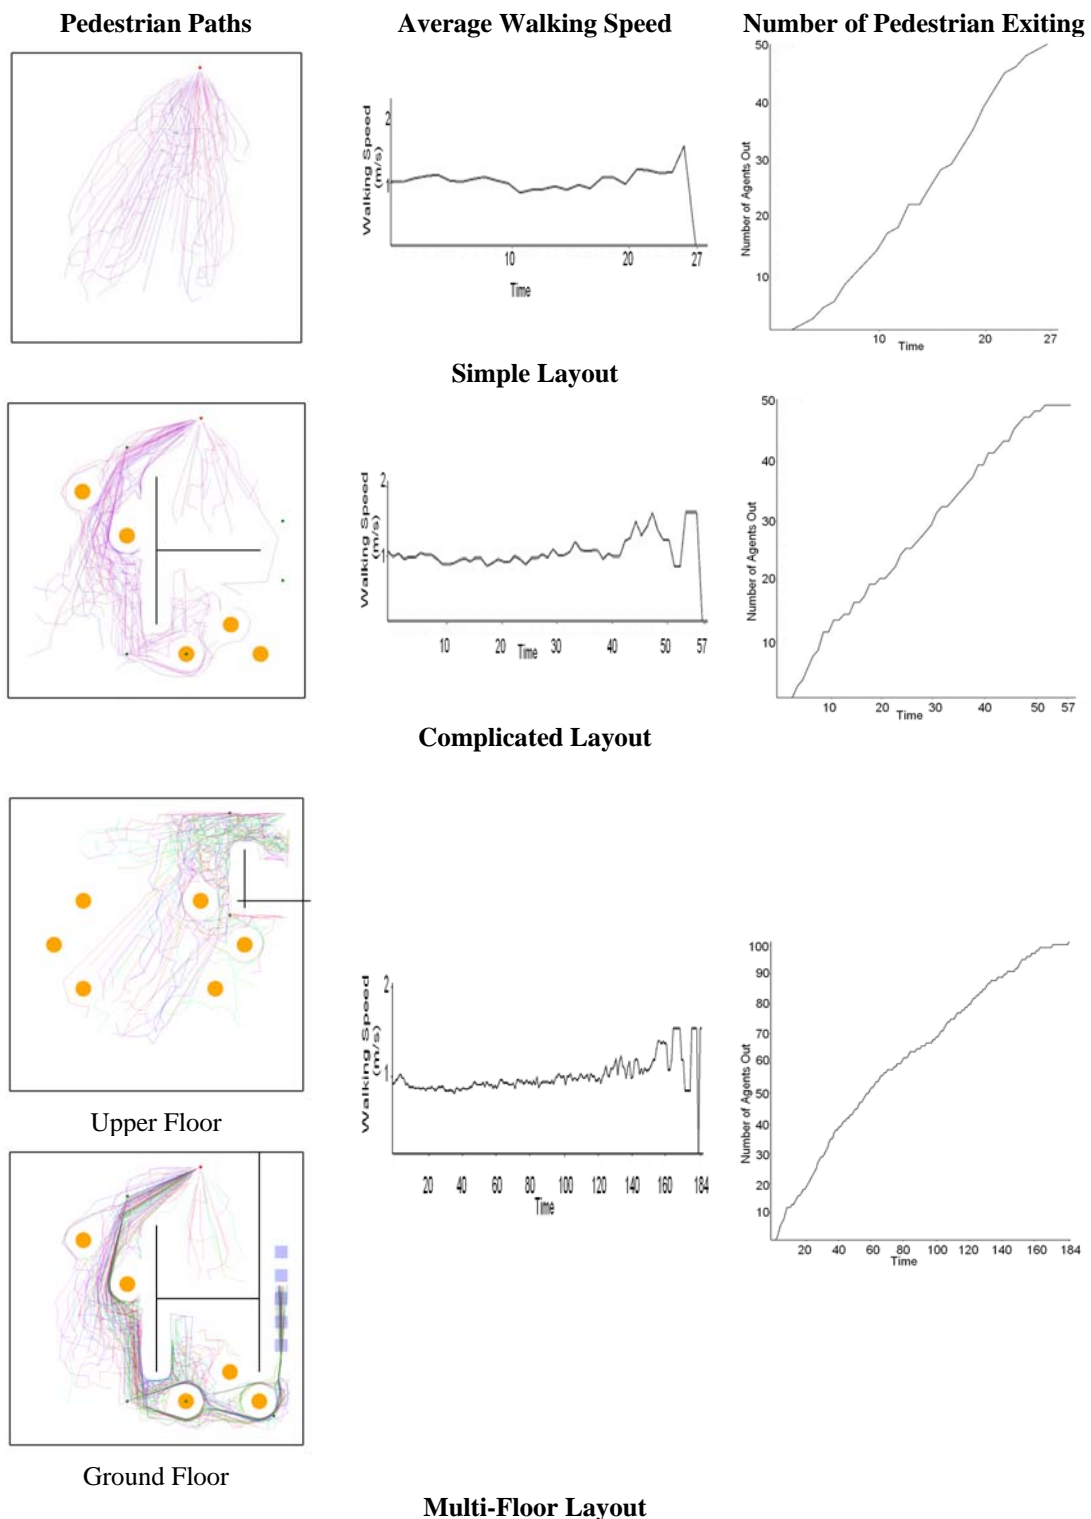 Pedestrian Paths
Average Walking Speed
Number of Pedestrian Exiting
Walking Speed
(m/s)
2
1
10
20
27
Time
Number of Agents Out
50
40
30
20
10
10
20
27
Time
Simple Layout
Walking Speed
(m/s)
2
1
10
20
30
40
50
57
Time
Number of Agents Out
50
40
30
20
10
10
20
30
40
50
57
Time
Complicated Layout
Upper Floor
Walking Speed
(m/s)
2
1
20
40
60
80
100
120
140
160
184
Time
Number of Agents Out
100
90
80
70
60
50
40
30
20
10
20
40
60
80
100
120
140
160
184
Time
Ground Floor
Multi-Floor Layout